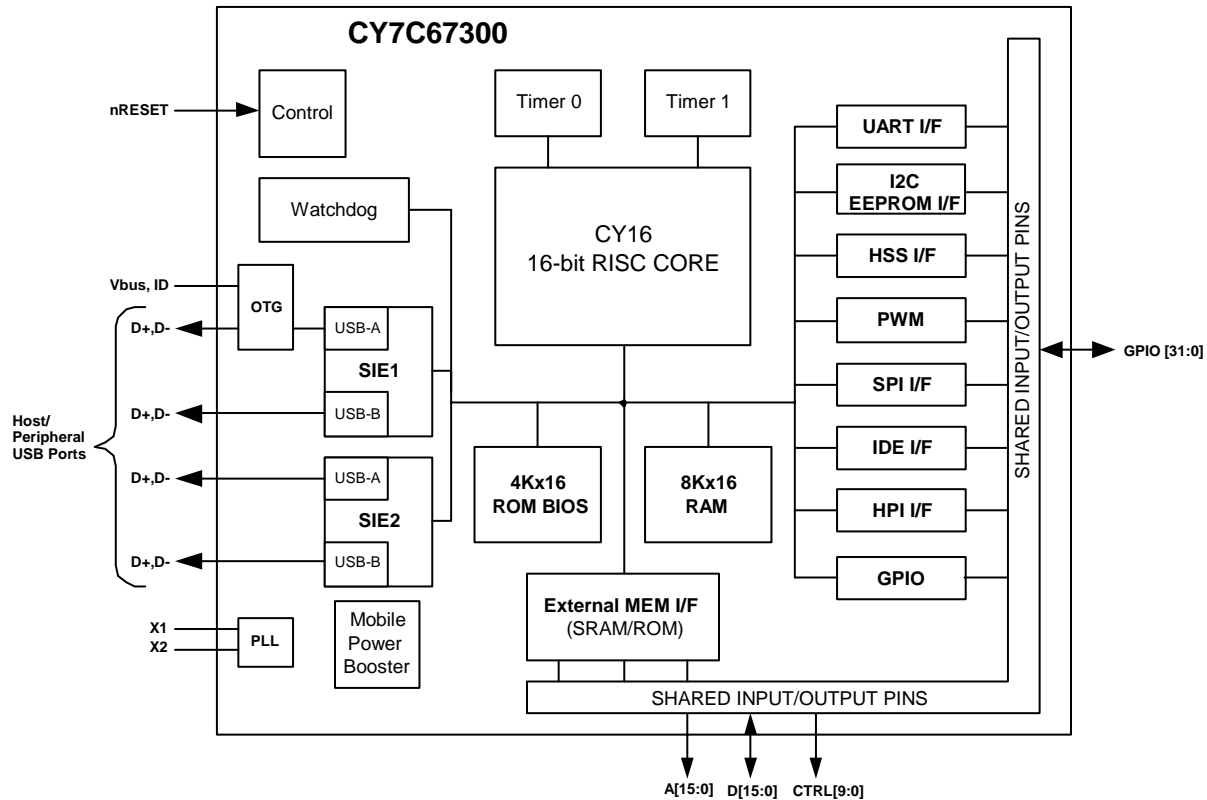 CY7C67300
nRESET
Control
Timer 0
Timer 1
UART I/F
I2C
EEPROM I/F
Watchdog
CY16
16-bit RISC CORE
HSS I/F
Vbus, ID
OTG
D+,D-
USB-A
SIE1
USB-B
D+,D-
PWM
SPI I/F
IDE I/F
HPI I/F
GPIO
SHARED INPUT/OUTPUT PINS
GPIO [31:0]
Host/
Peripheral
USB Ports
D+,D-
USB-A
SIE2
USB-B
D+,D-
4Kx16
ROM BIOS
8Kx16
RAM
External MEM I/F
(SRAM/ROM)
X1
X2
PLL
Mobile
Power
Booster
SHARED INPUT/OUTPUT PINS
A[15:0]
D[15:0]
CTRL[9:0]